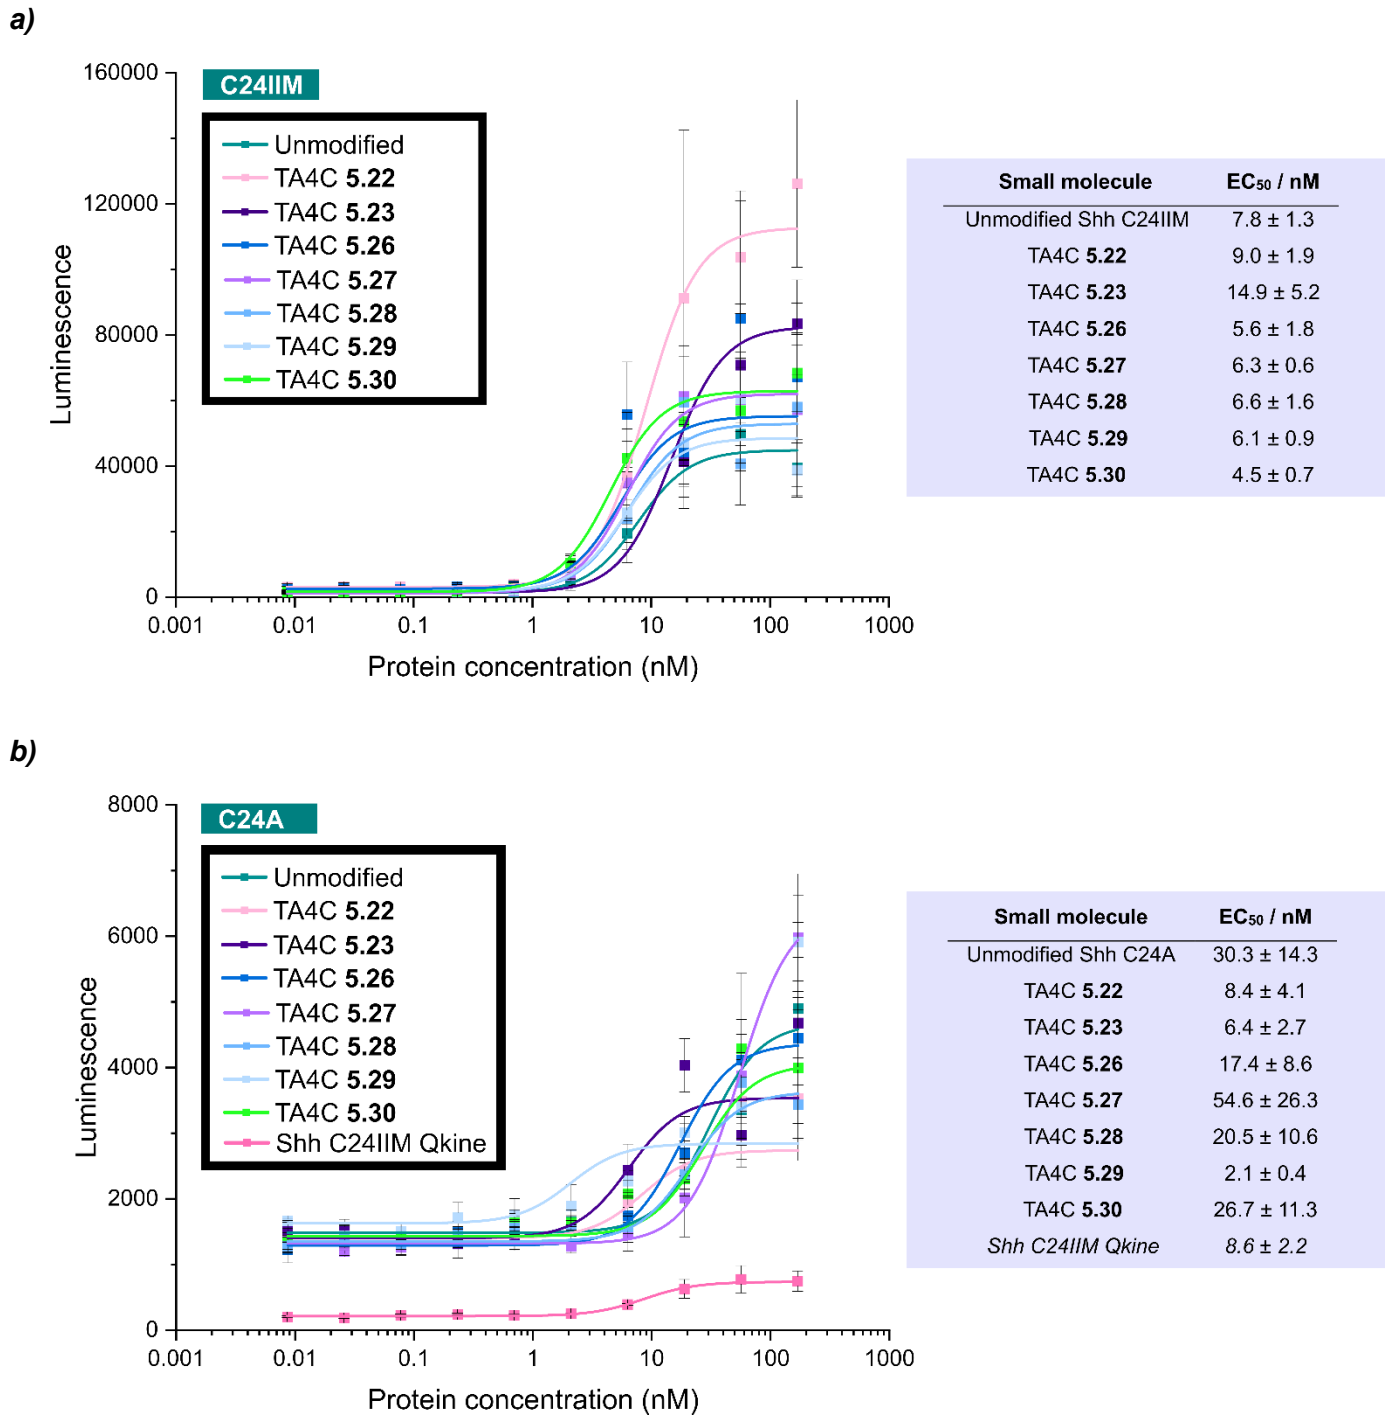 a)
160000
120000
80000
40000
0
Luminescence
C24IIM
Unmodified
TA4C 5.22
TA4C 5.23
TA4C 5.26
TA4C 5.27
TA4C 5.28
TA4C 5.29
TA4C 5.30
0.001 0.01 0.1 1 10 100 1000
Protein concentration (nM)
Small molecule EC₅₀ / nM
Unmodified Shh C24IIM 7.8 ± 1.3
TA4C 5.22 9.0 ± 1.9
TA4C 5.23 14.9 ± 5.2
TA4C 5.26 5.6 ± 1.8
TA4C 5.27 6.3 ± 0.6
TA4C 5.28 6.6 ± 1.6
TA4C 5.29 6.1 ± 0.9
TA4C 5.30 4.5 ± 0.7
b)
8000
6000
4000
2000
0
Luminescence
C24A
Unmodified
TA4C 5.22
TA4C 5.23
TA4C 5.26
TA4C 5.27
TA4C 5.28
TA4C 5.29
TA4C 5.30
Shh C24IIM Qkine
0.001 0.01 0.1 1 10 100 1000
Protein concentration (nM)
Small molecule EC₅₀ / nM
Unmodified Shh C24A 30.3 ± 14.3
TA4C 5.22 8.4 ± 4.1
TA4C 5.23 6.4 ± 2.7
TA4C 5.26 17.4 ± 8.6
TA4C 5.27 54.6 ± 26.3
TA4C 5.28 20.5 ± 10.6
TA4C 5.29 2.1 ± 0.4
TA4C 5.30 26.7 ± 11.3
Shh C24IIM Qkine 8.6 ± 2.2